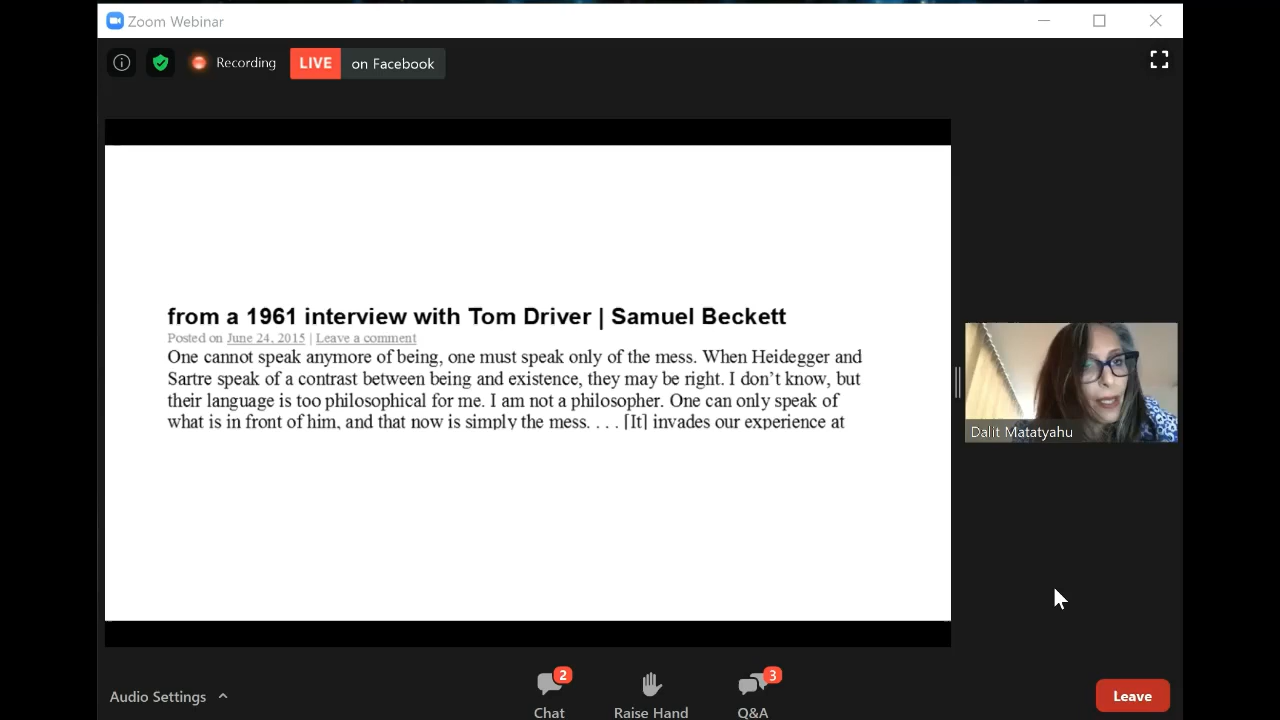 Zoom Webinar
Recording
LIVE on Facebook
from a 1961 interview with Tom Driver | Samuel Beckett
Posted on June 24, 2015 | Leave a comment
One cannot speak anymore of being, one must speak only of the mess. When Heidegger and
Sartre speak of a contrast between being and existence, they may be right. I don’t know, but
their language is too philosophical for me. I am not a philosopher. One can only speak of
what is in front of him, and that now is simply the mess. . . . [It] invades our experience at
Dalit Matatyahu
Audio Settings
2
Chat
Raise Hand
3
Q&A
Leave